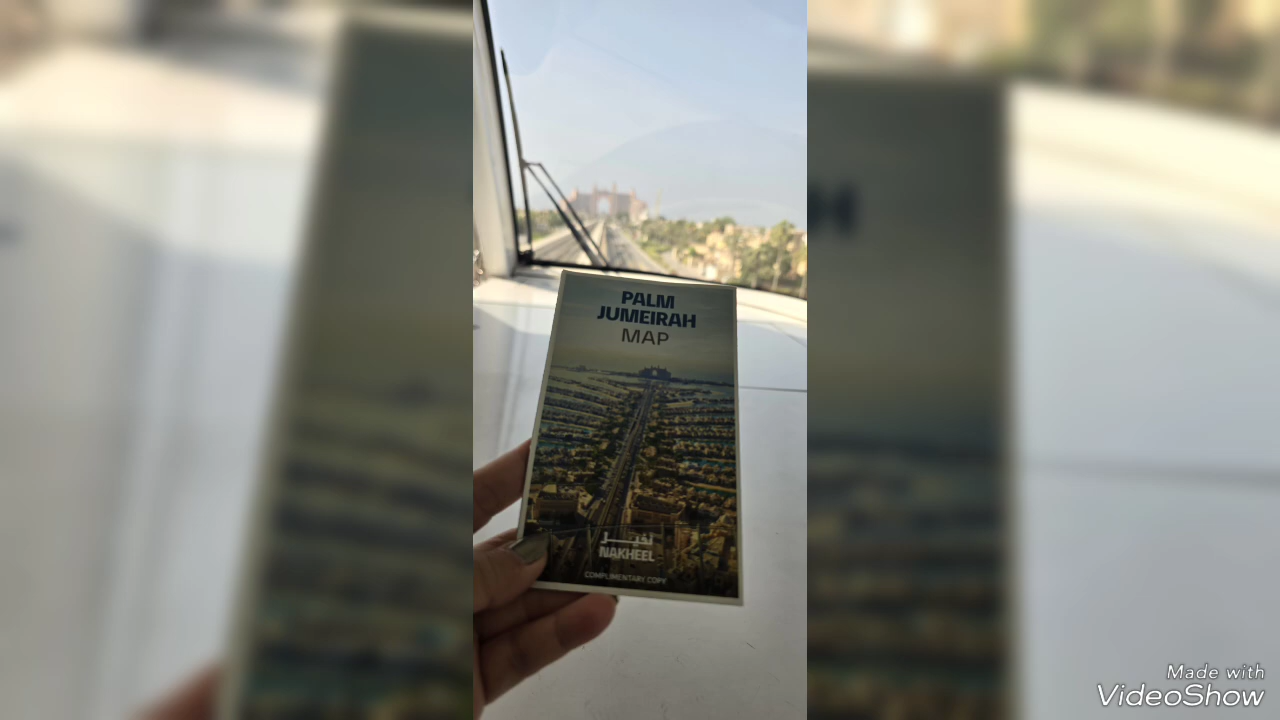 PALM
JUMEIRAH
MAP
نخيل
NAKHEEL
COMPLIMENTARY COPY
Made with
VideoShow